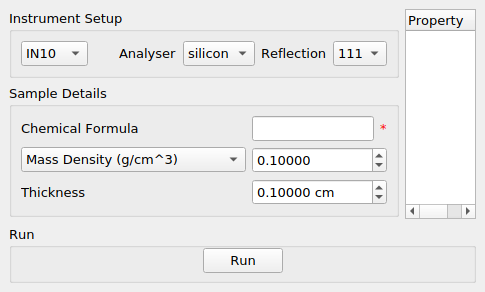 Instrument Setup
IN10 Analyser silicon Reflection 111
Property
Sample Details
Chemical Formula *
Mass Density (g/cm^3) 0.10000
Thickness 0.10000 cm
Run
Run